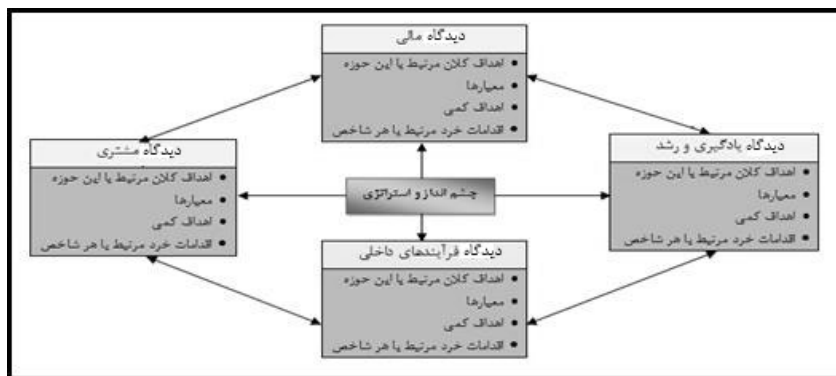 دیدگاه مالی
• اهداف کلان مرتبط با این حوزه
• معیارها
• اهداف کمی
• اقدامات خرد مرتبط با هر شاخص
دیدگاه یادگیری و رشد
• اهداف کلان مرتبط با این حوزه
• معیارها
• اهداف کمی
• اقدامات خرد مرتبط با هر شاخص
چشم انداز و استراتژی
دیدگاه مشتری
• اهداف کلان مرتبط با این حوزه
• معیارها
• اهداف کمی
• اقدامات خرد مرتبط با هر شاخص
دیدگاه فرآیندهای داخلی
• اهداف کلان مرتبط با این حوزه
• معیارها
• اهداف کمی
• اقدامات خرد مرتبط با هر شاخص